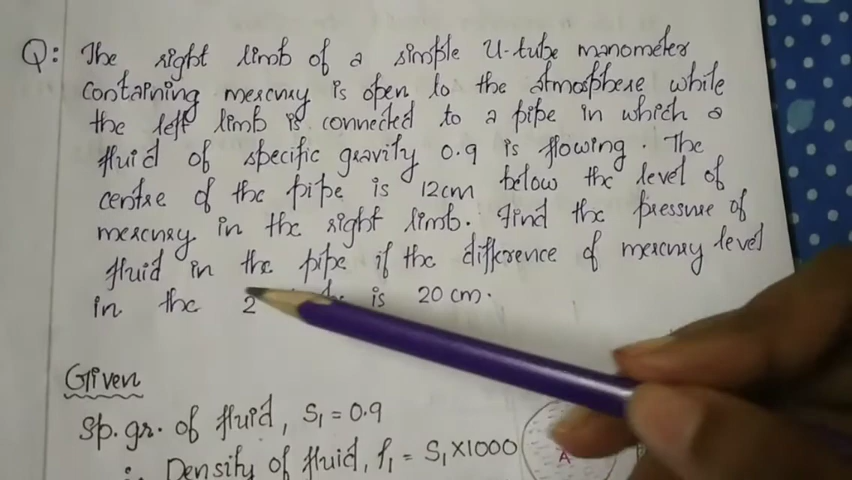 Q: The right limb of a simple U-tube manometer
containing mercury is open to the atmosphere while
the left limb is connected to a pipe in which a
fluid of specific gravity 0.9 is flowing. The
centre of the pipe is 12cm below the level of
mercury in the right limb. Find the pressure of
fluid in the pipe if the difference of mercury level
in the 2 is 20 cm.
Given
Sp. gr. of fluid, S₁ = 0.9
∴ Density of fluid, ρ₁ = S₁×1000
A